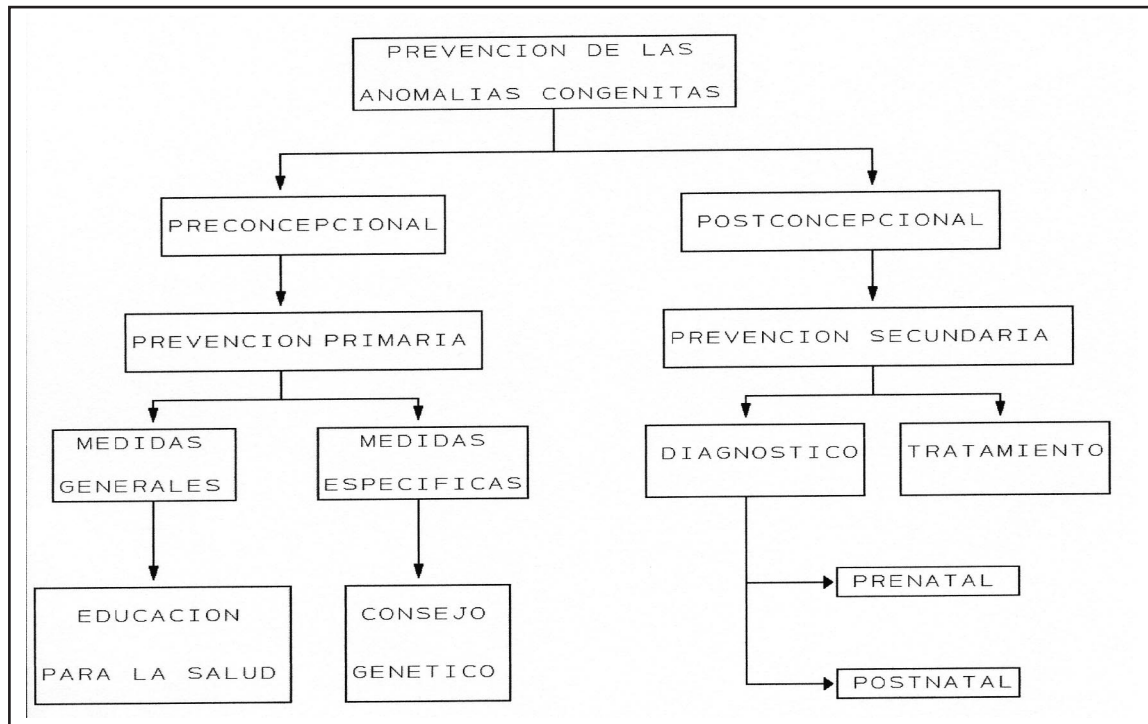 PREVENCION DE LAS
ANOMALIAS CONGENITAS
PRECONCEPCIONAL
POSTCONCEPCIONAL
PREVENCION PRIMARIA
PREVENCION SECUNDARIA
MEDIDAS
GENERALES
MEDIDAS
ESPECIFICAS
DIAGNOSTICO
TRATAMIENTO
EDUCACION
PARA LA SALUD
CONSEJO
GENETICO
PRENATAL
POSTNATAL